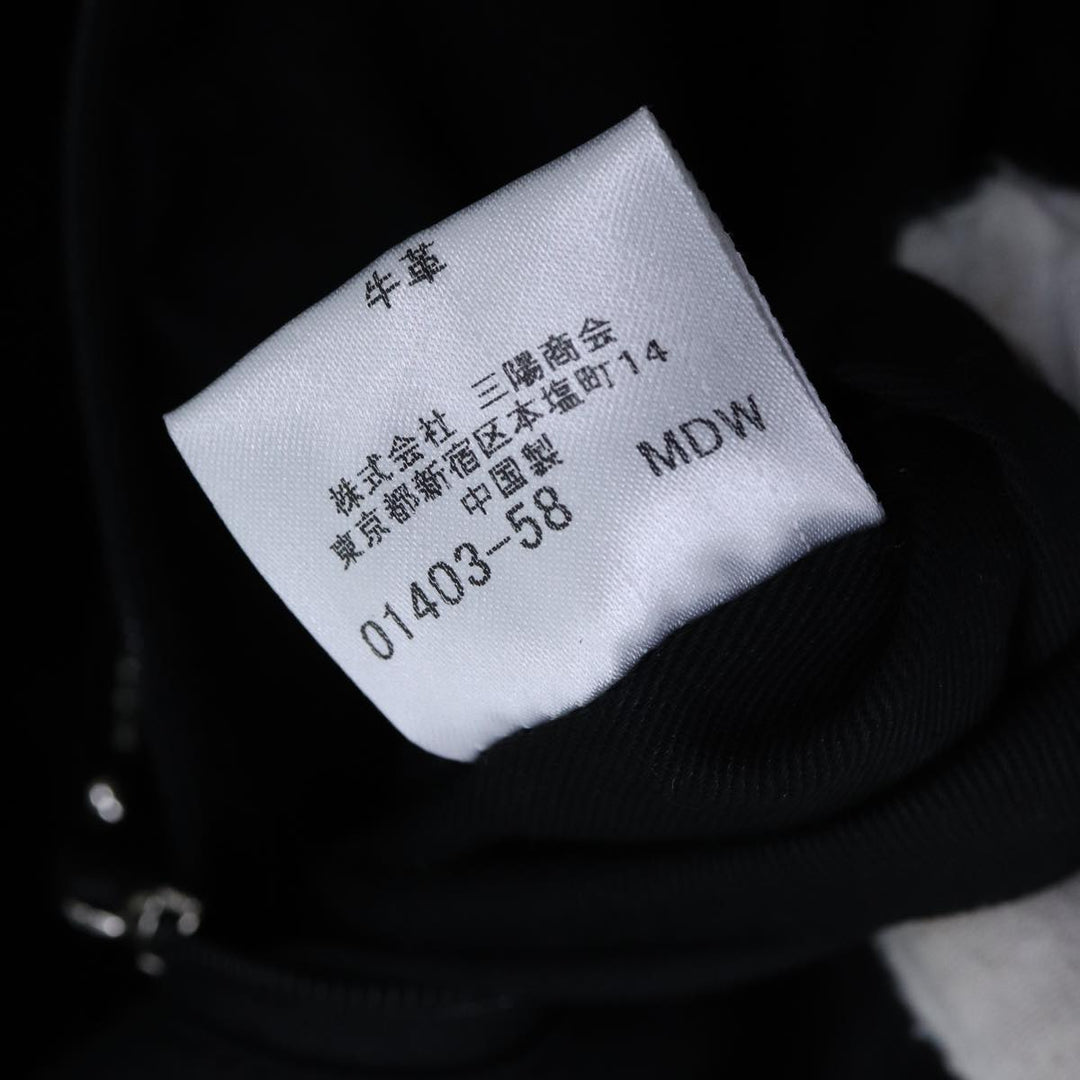 牛革
株式会社 三陽商会
東京都新宿区本塩町14
中国製
01403-58
MDW